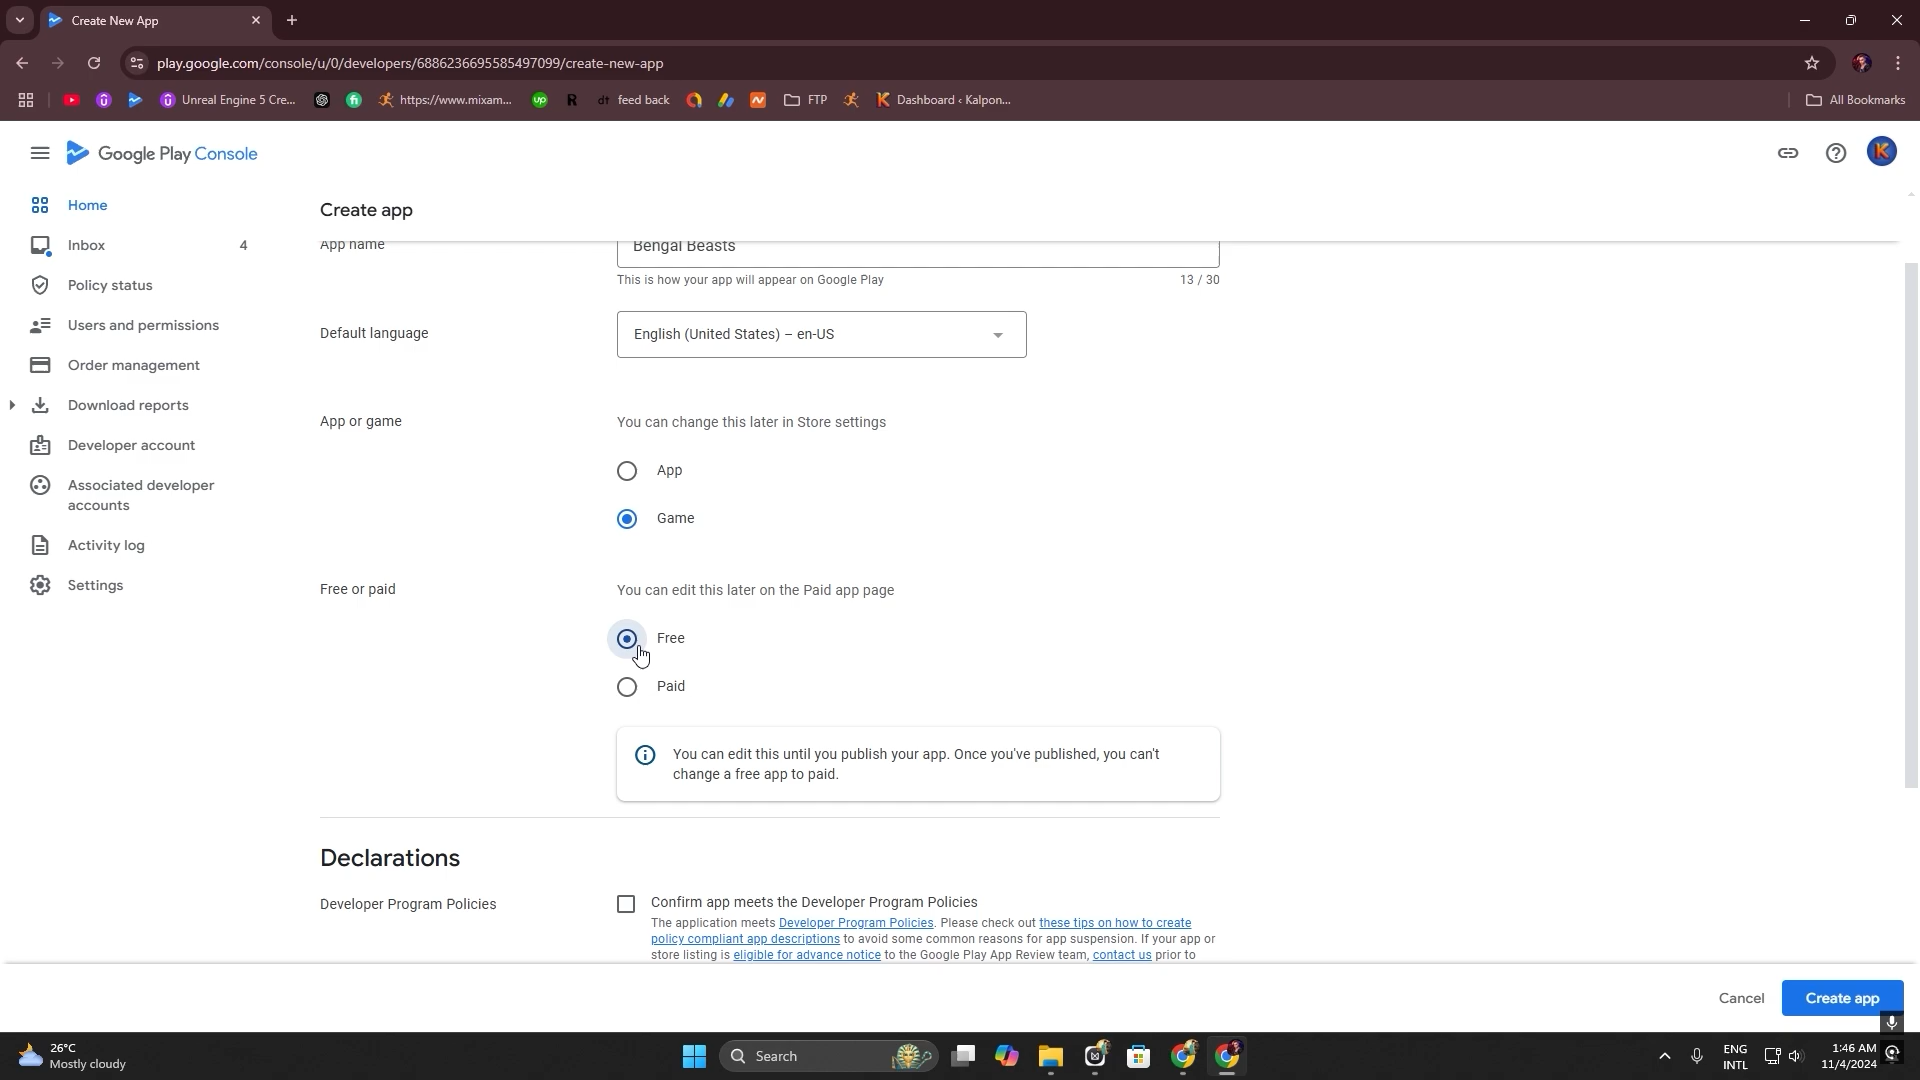 Create New App
play.google.com/console/u/0/developers/6886236695585497099/create-new-app
Unreal Engine 5 Cre...
https://www.mixam...
up
R
dt feed back
FTP
Dashboard ‹ Kalpon...
All Bookmarks
Google Play Console
K
Home
Inbox 4
Policy status
Users and permissions
Order management
Download reports
Developer account
Associated developer
accounts
Activity log
Settings
Create app
App name
Bengal Beasts
This is how your app will appear on Google Play
13 / 30
Default language
English (United States) – en-US
App or game
You can change this later in Store settings
App
Game
Free or paid
You can edit this later on the Paid app page
Free
Paid
You can edit this until you publish your app. Once you've published, you can't
change a free app to paid.
Declarations
Developer Program Policies
Confirm app meets the Developer Program Policies
The application meets Developer Program Policies. Please check out these tips on how to create
policy compliant app descriptions to avoid some common reasons for app suspension. If your app or
store listing is eligible for advance notice to the Google Play App Review team, contact us prior to
Cancel
Create app
26°C
Mostly cloudy
Search
ENG
INTL
1:46 AM
11/4/2024